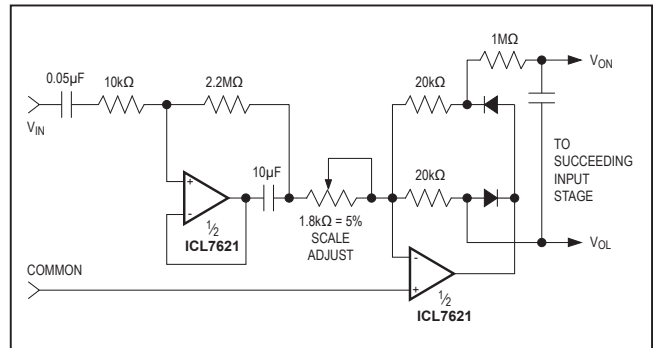 0.05µF
10kΩ
2.2MΩ
V_IN
+
-
½
ICL7621
10µF
1.8kΩ = 5%
SCALE
ADJUST
20kΩ
20kΩ
1MΩ
V_ON
TO
SUCCEEDING
INPUT
STAGE
V_OL
COMMON
-
+
½
ICL7621